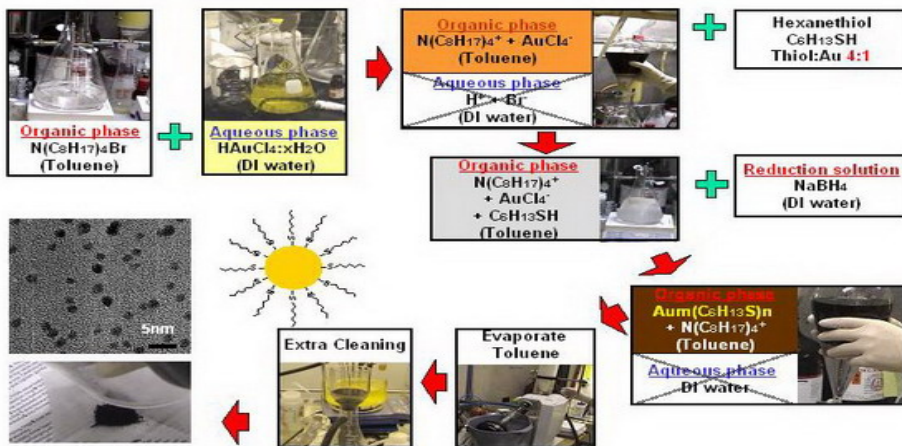 Organic phase
N(C₈H₁₇)₄Br
(Toluene)
Aqueous phase
HAuCl₄:xH₂O
(DI water)
Organic phase
N(C₈H₁₇)₄⁺ + AuCl₄⁻
(Toluene)
Aqueous phase
H⁺ + Br⁻
(DI water)
Hexanethiol
C₆H₁₃SH
Thiol:Au 4:1
Organic phase
N(C₈H₁₇)₄⁺
+ AuCl₄⁻
+ C₆H₁₃SH
(Toluene)
Reduction solution
NaBH₄
(DI water)
Organic phase
Aum(C₆H₁₃S)n
+ N(C₈H₁₇)₄⁺
(Toluene)
Aqueous phase
DI water
Evaporate
Toluene
Extra Cleaning
5nm